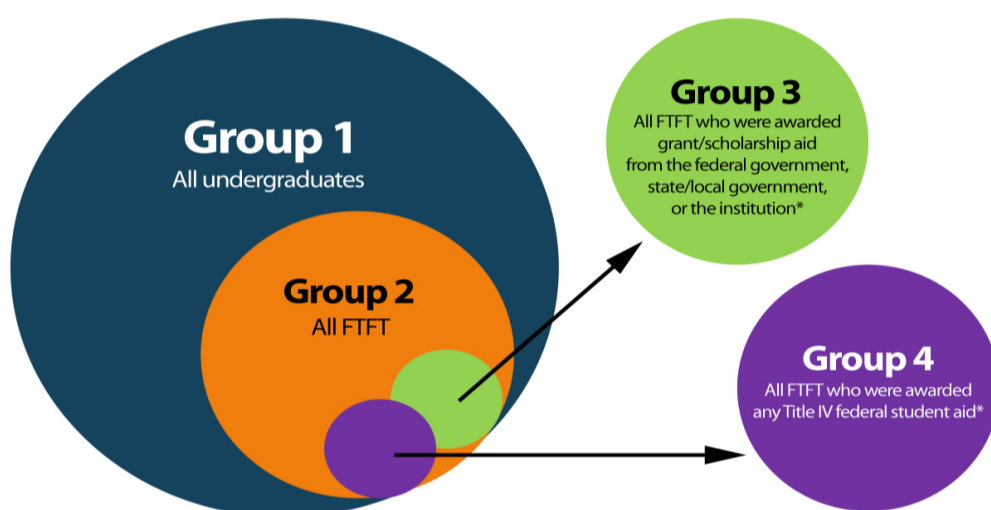 Group 1
All undergraduates
Group 2
All FTFT
Group 3
All FTFT who were awarded
grant/scholarship aid
from the federal government,
state/local government,
or the institution*
Group 4
All FTFT who were awarded
any Title IV federal student aid*